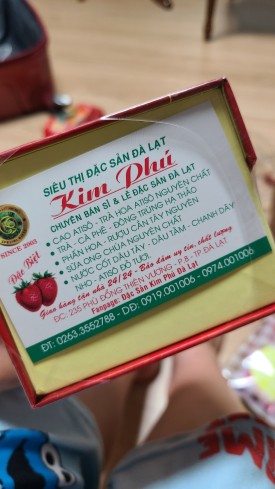 SIÊU THỊ ĐẶC SẢN ĐÀ LẠT
Kim Phú
CHUYÊN BÁN SỈ & LẺ ĐẶC SẢN ĐÀ LẠT
• CAO ATISÔ - TRÀ HOA ATISÔ NGUYÊN CHẤT
• TRÀ - CÀ PHÊ - ĐÔNG TRÙNG HẠ THẢO
• PHẤN HOA - RƯỢU CẦN TÂY NGUYÊN
• SỮA ONG CHÚA NGUYÊN CHẤT
• NƯỚC CỐT DÂU TÂY - DÂU TẰM - CHANH DÂY
NHO - ATISÔ ĐỎ TƯƠI.
SINCE 2003
Đặc Biệt
Giao hàng tận nhà 24/24 - Bảo đảm uy tín, chất lượng
ĐC: 235 PHÙ ĐỔNG THIÊN VƯƠNG - P.8 - TP.ĐÀ LẠT
Fanpage: Đặc Sản Kim Phú Đà Lạt
ĐT: 0263.3552788 - DĐ: 0919.001006 - 0974.001006